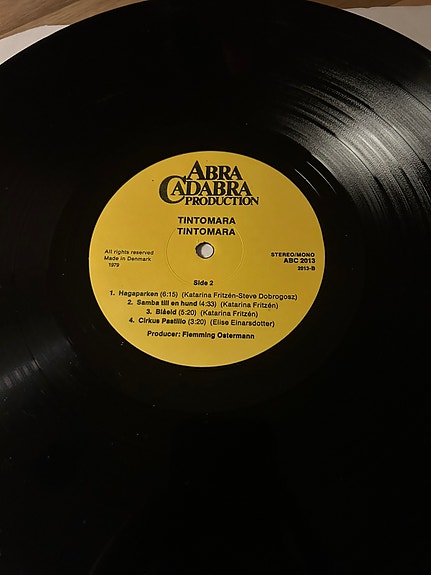 ABRA
CADABRA
PRODUCTION
TINTOMARA
TINTOMARA
All rights reserved
Made in Denmark
1979
STEREO/MONO
ABC 2013
2013-B
Side 2
1. Hagaparken (6:15) (Katarina Fritzén-Steve Dobrogosz)
2. Samba till en hund (4:33) (Katarina Fritzén)
3. Blåeld (5:20) (Katarina Fritzén)
4. Cirkus Pastillo (3:20) (Elise Einarsdotter)
Producer: Flemming Ostermann